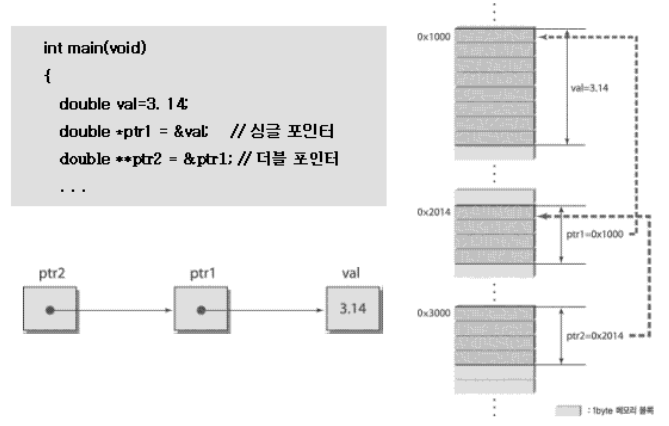 int main(void)
{
double val=3. 14;
double *ptr1 = &val; // 싱글 포인터
double **ptr2 = &ptr1; // 더블 포인터
. . .
ptr2
ptr1
val
3.14
0x1000
val=3.14
0x2014
ptr1=0x1000
0x3000
ptr2=0x2014
: 1byte 메모리 블록